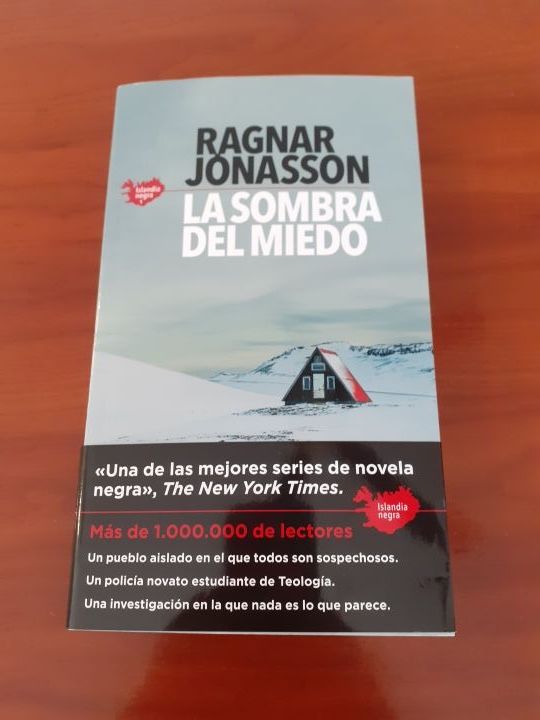 RAGNAR
JONASSON
Islandia
negra
1
LA SOMBRA
DEL MIEDO
«Una de las mejores series de novela
negra», The New York Times.
Islandia
negra
Más de 1.000.000 de lectores
Un pueblo aislado en el que todos son sospechosos.
Un policía novato estudiante de Teología.
Una investigación en la que nada es lo que parece.